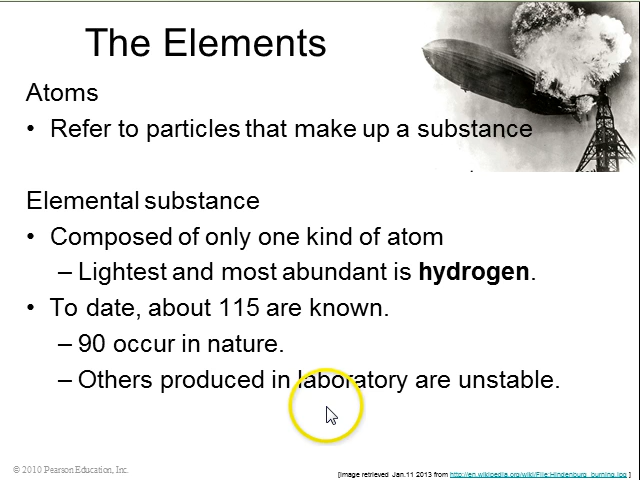 The Elements
Atoms
• Refer to particles that make up a substance
Elemental substance
• Composed of only one kind of atom
– Lightest and most abundant is hydrogen.
• To date, about 115 are known.
– 90 occur in nature.
– Others produced in laboratory are unstable.
© 2010 Pearson Education, Inc.
[Image retrieved Jan.11 2013 from http://en.wikipedia.org/wiki/File:Hindenburg_burning.jpg ]